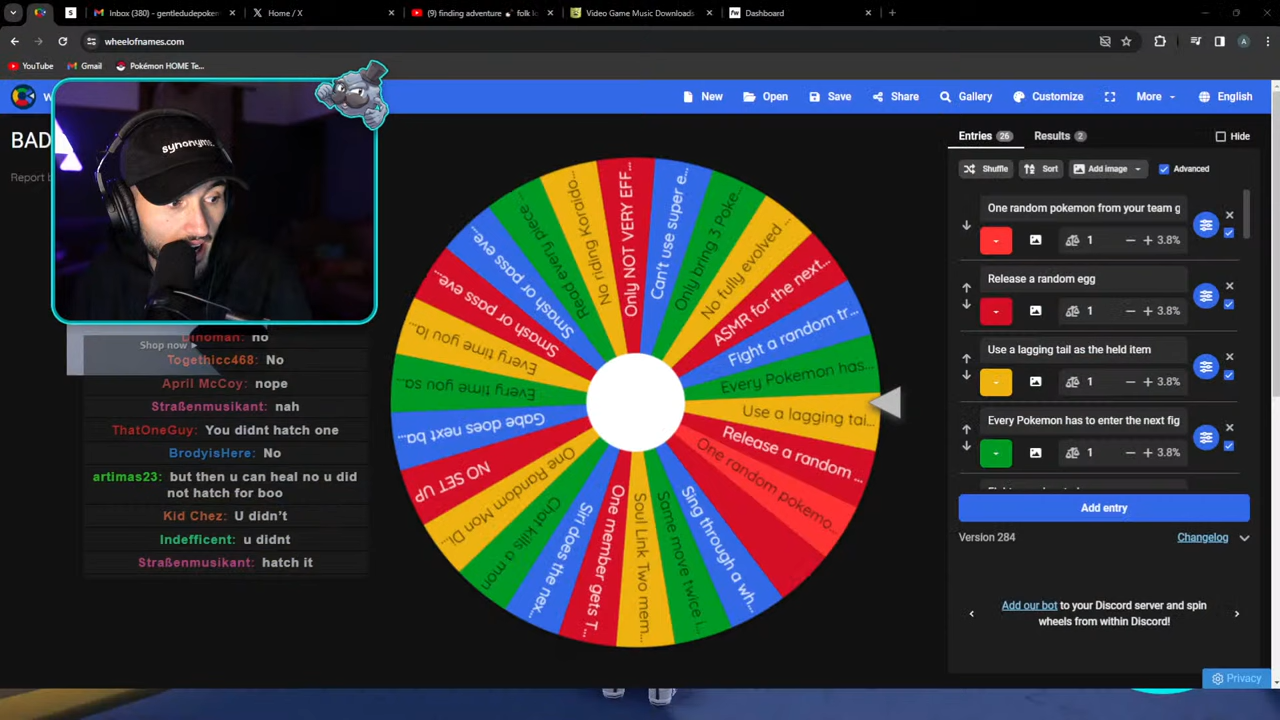 Inbox (380) - gentledudepoken
Home / X
(9) finding adventure
folk l
Video Game Music Downloads
Dashboard
wheelofnames.com
YouTube
Gmail
Pokémon HOME Te...
W
New
Open
Save
Share
Gallery
Customize
More
English
BAD
Report b
synonym.
Shop now
Dinoman: no
Togethicc468: No
April McCoy: nope
Straßenmusikant: nah
ThatOneGuy: You didnt hatch one
BrodyisHere: No
artimas23: but then u can heal no u did
not hatch for boo
Kid Chez: U didn't
Indefficent: u didnt
Straßenmusikant: hatch it
Only NOT VERY EFF...
Can't use super e...
Only bring 3 Poke...
No fully evolved ...
ASMR for the next...
Fight a random tr...
Every Pokemon has...
Use a lagging tai...
Release a random ...
One random pokemo...
Sing through a wh...
Same move twice i...
Soul Link Two mem...
One member gets T...
Siri does the nex...
Chat kills a mon
One Random Mon Di...
NO SET UP
Gabe does next ba...
Every time you sa...
Every time you la...
Smash or pass eve...
Smash or pass eve...
Read every piece ...
No riding Koraido...
Entries 26
Results 2
Hide
Shuffle
Sort
Add image
Advanced
One random pokemon from your team g
1
3.8%
Release a random egg
1
3.8%
Use a lagging tail as the held item
1
3.8%
Every Pokemon has to enter the next fig
1
3.8%
Add entry
Version 284
Changelog
Add our bot to your Discord server and spin
wheels from within Discord!
Privacy